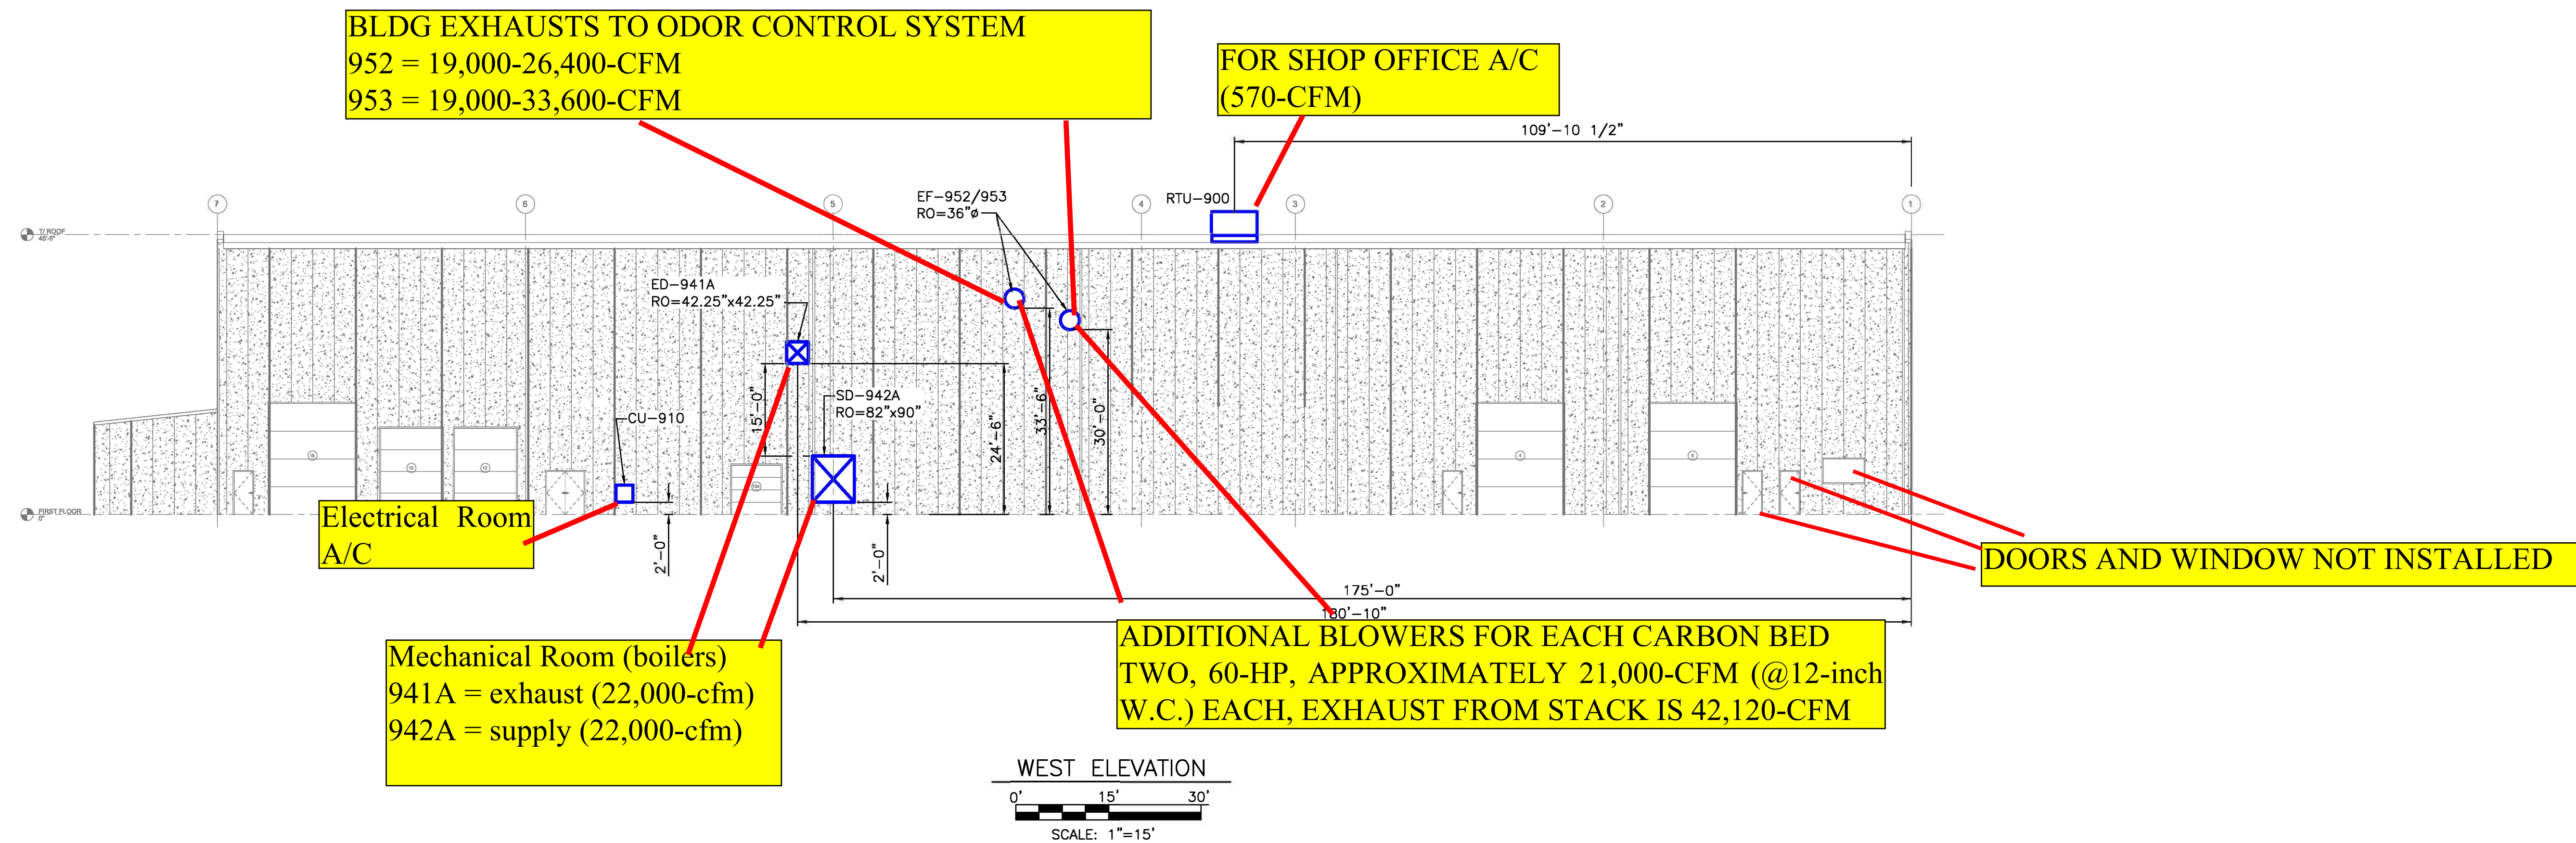 BLDG EXHAUSTS TO ODOR CONTROL SYSTEM
952 = 19,000-26,400-CFM
953 = 19,000-33,600-CFM
FOR SHOP OFFICE A/C
(570-CFM)
109'-10 1/2"
EF-952/953
RO=36"ø
RTU-900
7
6
5
4
3
2
1
T/ ROOF
ED-941A
RO=42.25"x42.25"
SD-942A
RO=82"x90"
CU-910
15'-0"
24'-6"
33'-6"
30'-0"
FIRST FLOOR
0"
Electrical Room
A/C
2'-0"
2'-0"
DOORS AND WINDOW NOT INSTALLED
175'-0"
180'-10"
Mechanical Room (boilers)
941A = exhaust (22,000-cfm)
942A = supply (22,000-cfm)
ADDITIONAL BLOWERS FOR EACH CARBON BED
TWO, 60-HP, APPROXIMATELY 21,000-CFM (@12-inch
W.C.) EACH, EXHAUST FROM STACK IS 42,120-CFM
WEST ELEVATION
0' 15' 30'
SCALE: 1"=15'